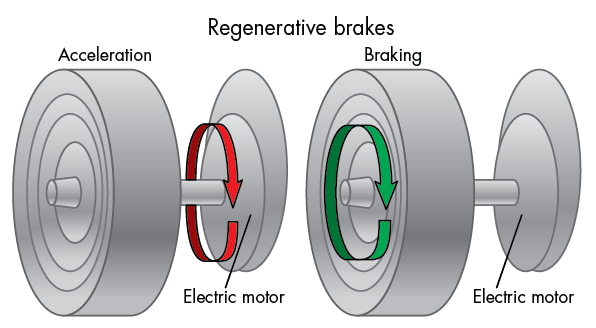 Regenerative brakes
Acceleration
Braking
Electric motor
Electric motor